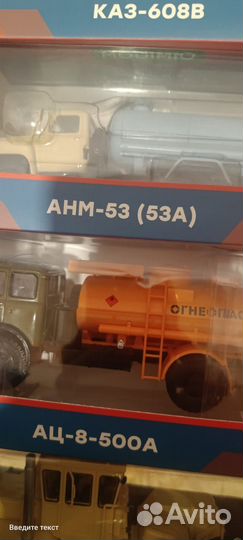 КАЗ-608В
АНМ-53 (53А)
ОГНЕОПАС
АЦ-8-500А
Введите текст
Avito